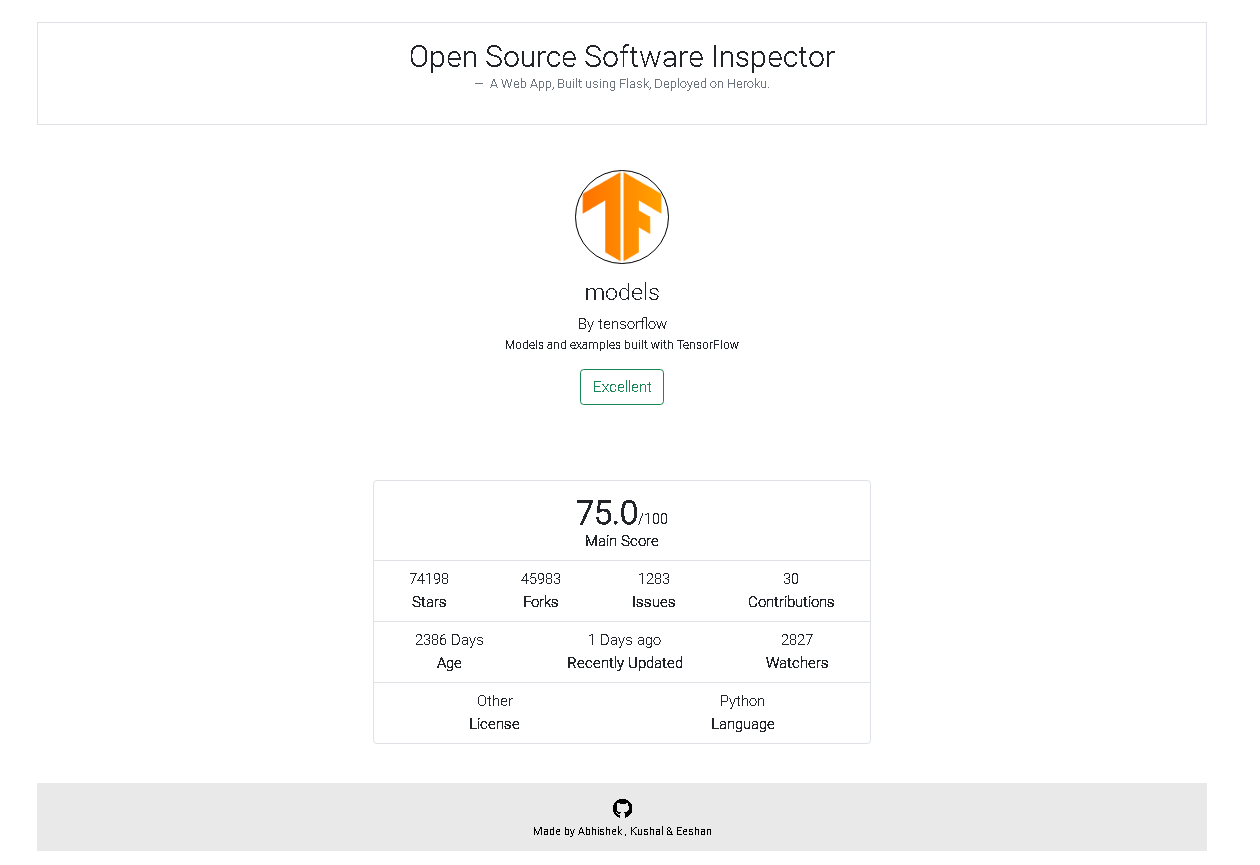 Open Source Software Inspector
— A Web App, Built using Flask, Deployed on Heroku.
TF
models
By tensorflow
Models and examples built with TensorFlow
Excellent
75.0/100
Main Score
74198 45983 1283 30
Stars Forks Issues Contributions
2386 Days 1 Days ago 2827
Age Recently Updated Watchers
Other Python
License Language
Made by Abhishek , Kushal & Eeshan